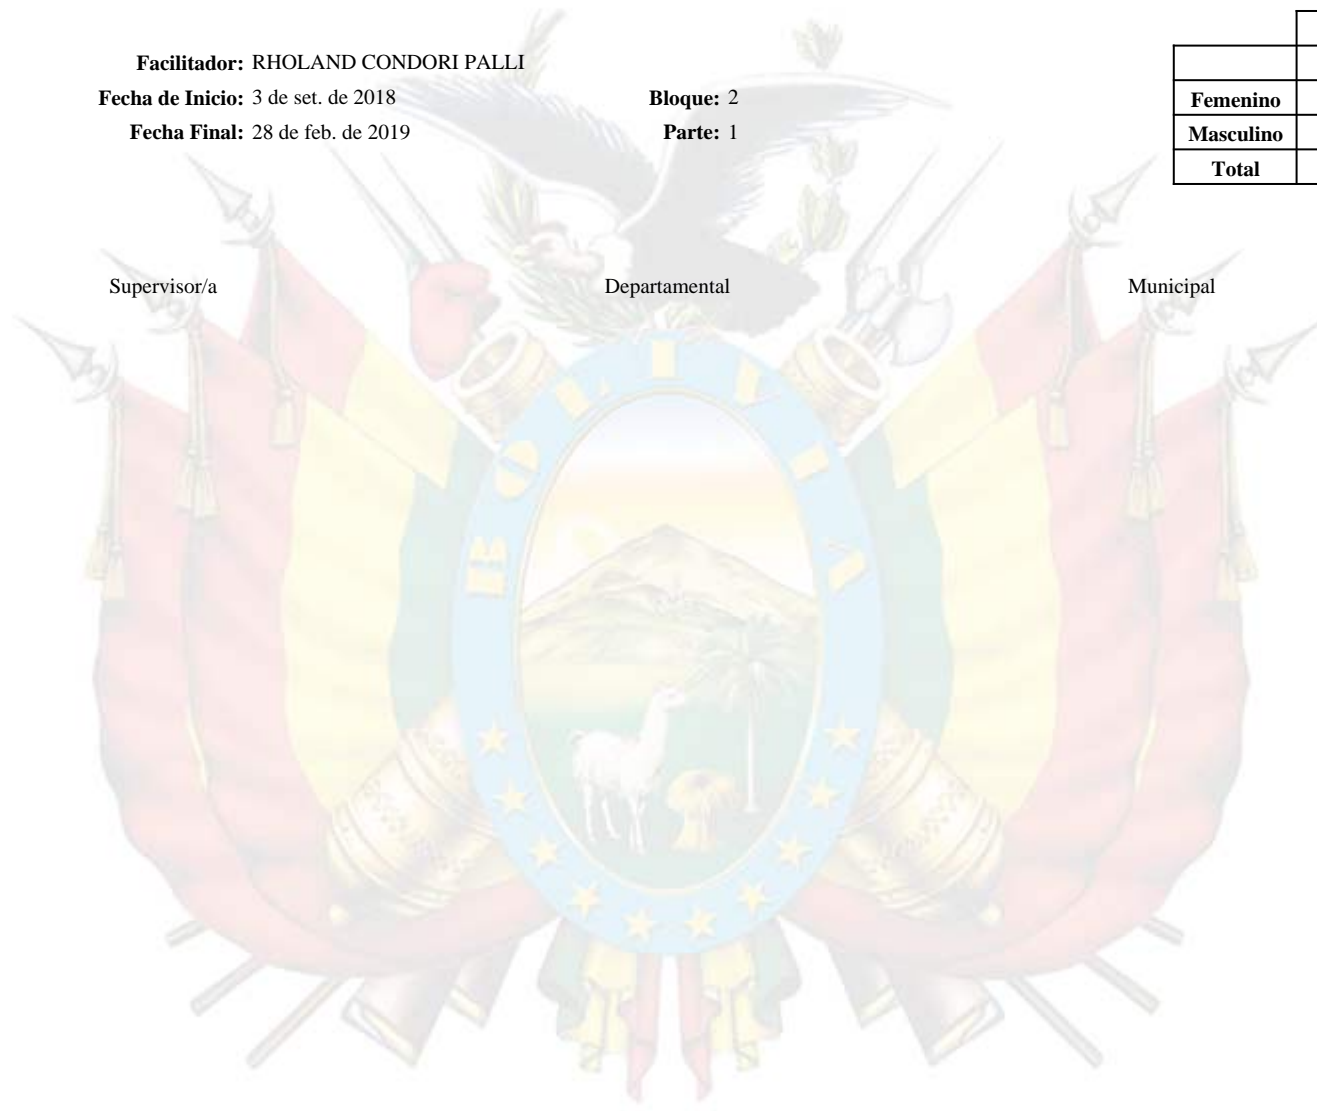 Facilitador: RHOLAND CONDORI PALLI
Fecha de Inicio: 3 de set. de 2018 Bloque: 2
Fecha Final: 28 de feb. de 2019 Parte: 1
Femenino
Masculino
Total
Supervisor/a Departamental Municipal
BOLIVIA